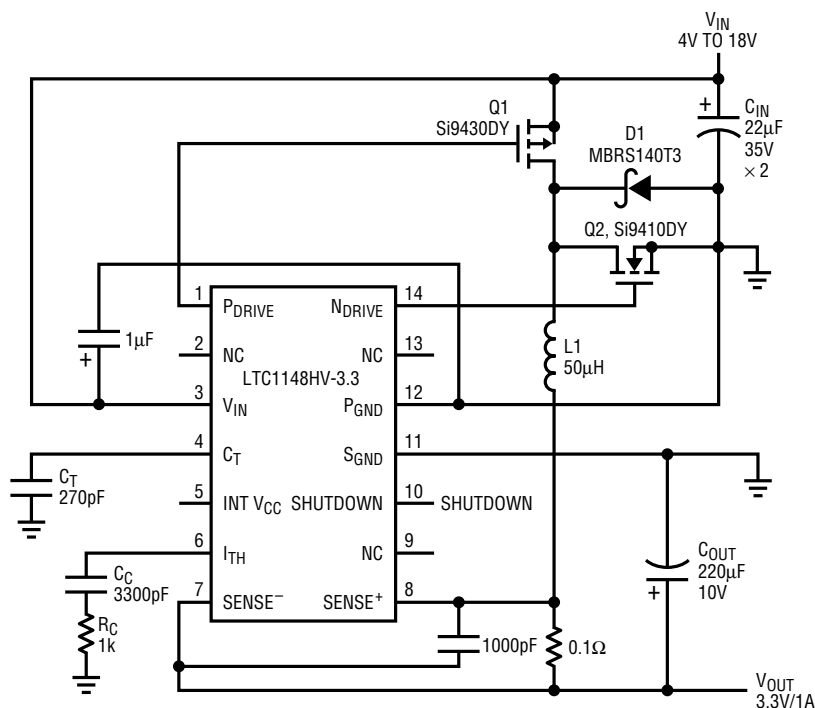 V_IN
4V TO 18V
Q1
Si9430DY
D1
MBRS140T3
+
C_IN
22µF
35V
× 2
Q2, Si9410DY
1µF
+
1
P_DRIVE
N_DRIVE
14
2
NC
NC
13
LTC1148HV-3.3
3
V_IN
P_GND
12
4
C_T
S_GND
11
5
INT V_CC
SHUTDOWN
10
SHUTDOWN
6
I_TH
NC
9
7
SENSE⁻
SENSE⁺
8
L1
50µH
C_T
270pF
C_C
3300pF
R_C
1k
1000pF
0.1Ω
C_OUT
220µF
10V
+
V_OUT
3.3V/1A